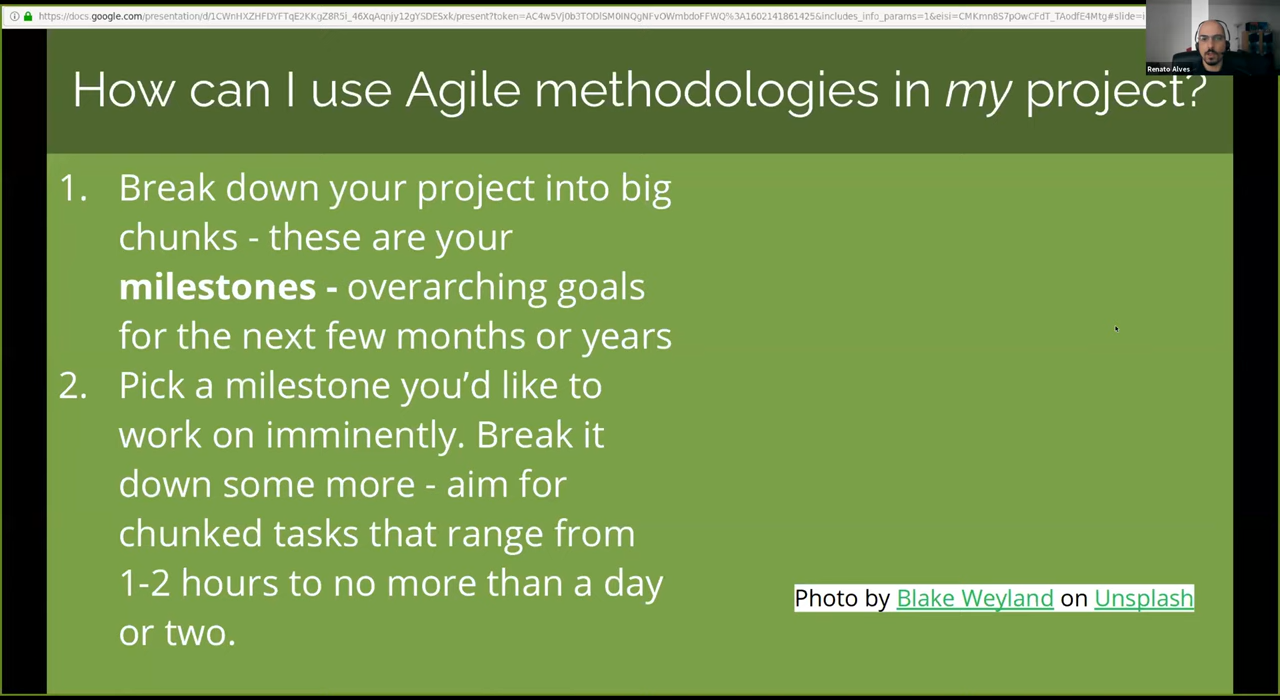 How can I use Agile methodologies in my project?
Renato Alves
1. Break down your project into big
chunks - these are your
milestones - overarching goals
for the next few months or years
2. Pick a milestone you'd like to
work on imminently. Break it
down some more - aim for
chunked tasks that range from
1-2 hours to no more than a day
or two.
Photo by Blake Weyland on Unsplash